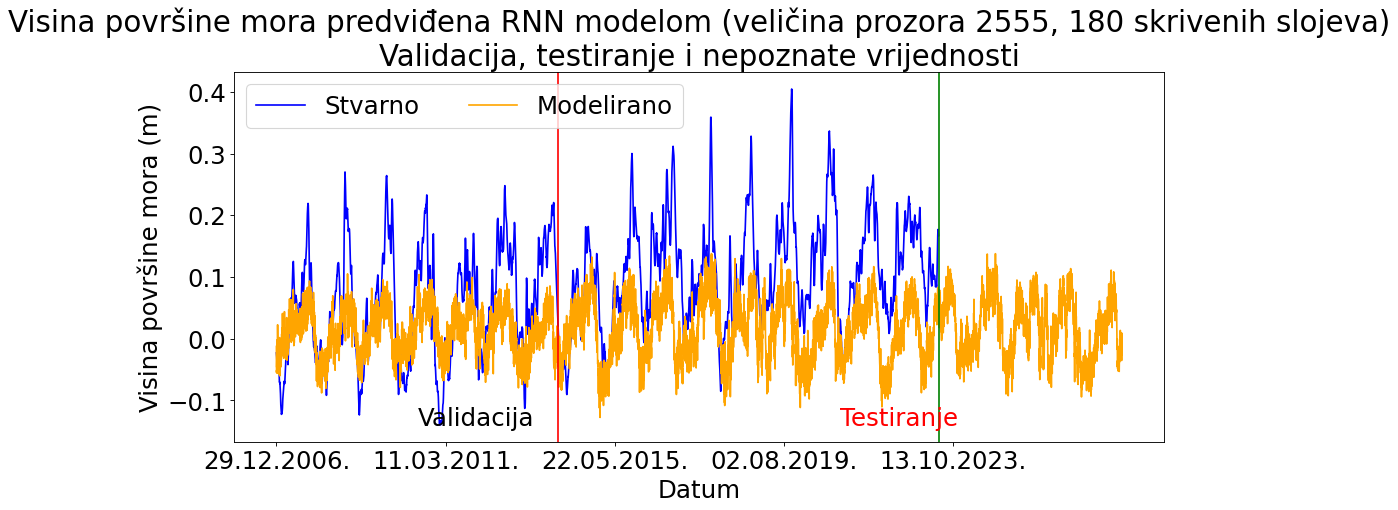 Visina površine mora predviđena RNN modelom (veličina prozora 2555, 180 skrivenih slojeva)
Validacija, testiranje i nepoznate vrijednosti
Stvarno
Modelirano
Visina površine mora (m)
0.4
0.3
0.2
0.1
0.0
−0.1
Validacija
Testiranje
29.12.2006.
11.03.2011.
22.05.2015.
02.08.2019.
13.10.2023.
Datum